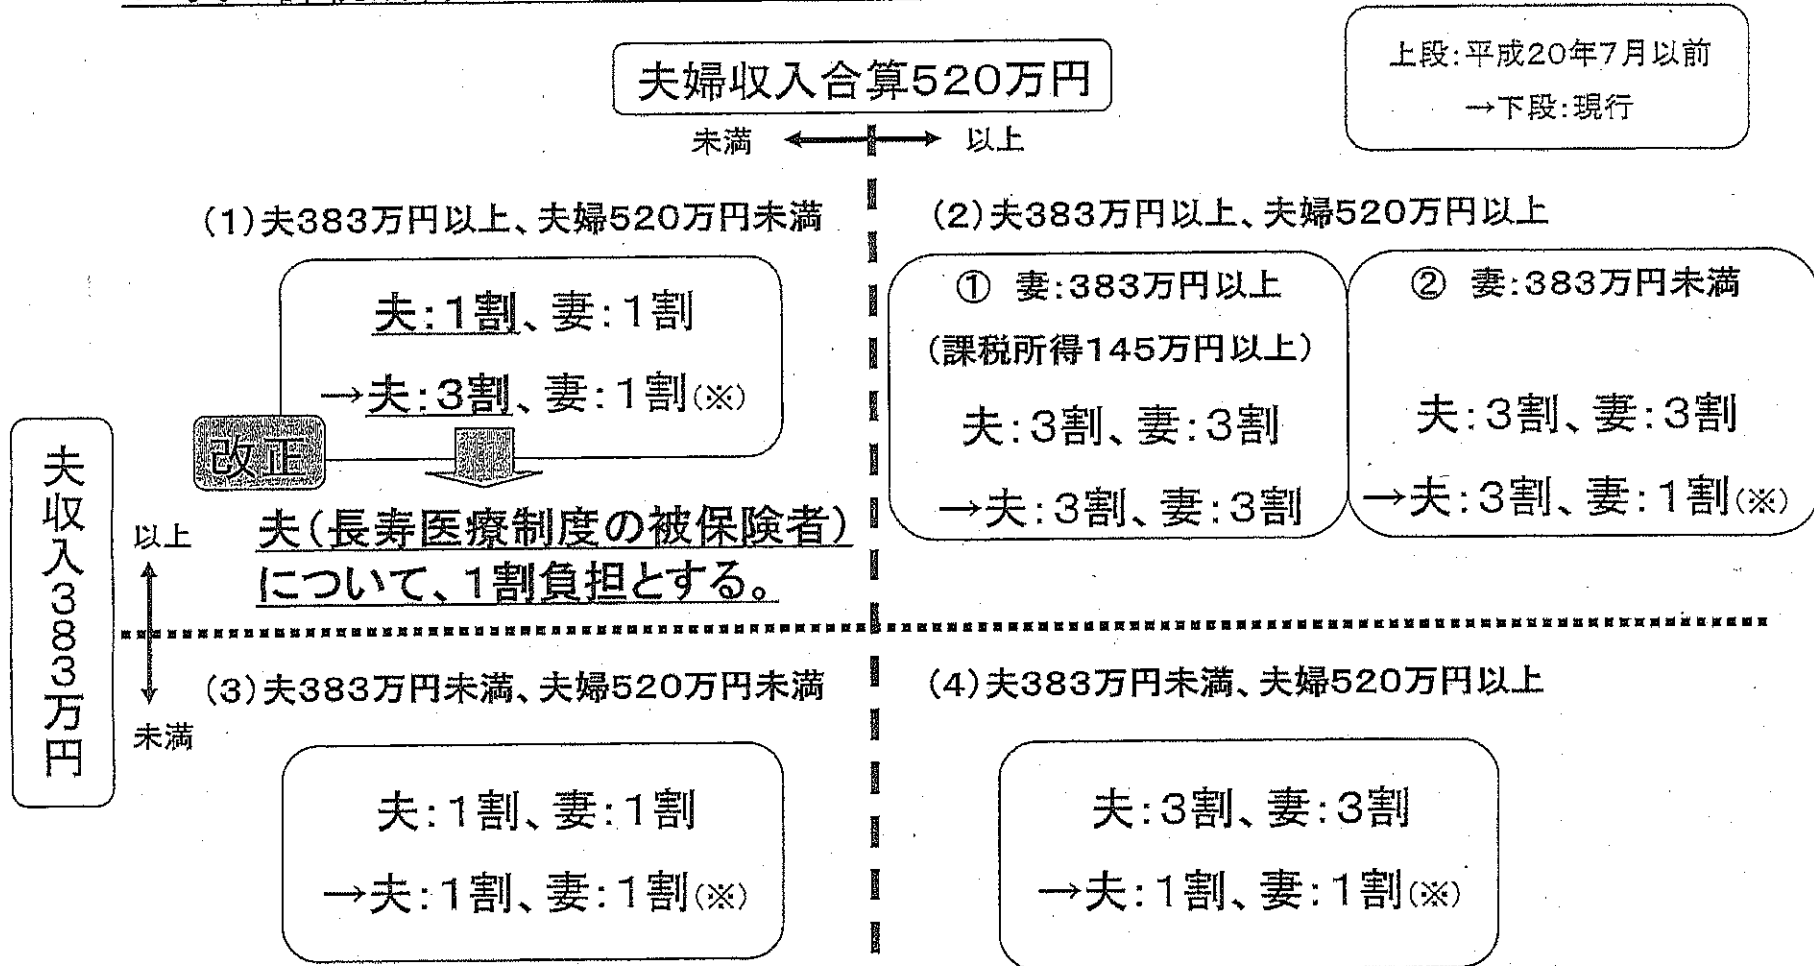 夫婦収入合算520万円
上段:平成20年7月以前
→下段:現行
未満
以上
(1)夫383万円以上、夫婦520万円未満
夫:1割、妻:1割
→夫:3割、妻:1割(※)
改正
夫(長寿医療制度の被保険者)
について、1割負担とする。
(2)夫383万円以上、夫婦520万円以上
① 妻:383万円以上
(課税所得145万円以上)
夫:3割、妻:3割
→夫:3割、妻:3割
② 妻:383万円未満
夫:3割、妻:3割
→夫:3割、妻:1割(※)
夫収入383万円
以上
未満
(3)夫383万円未満、夫婦520万円未満
夫:1割、妻:1割
→夫:1割、妻:1割(※)
(4)夫383万円未満、夫婦520万円以上
夫:3割、妻:3割
→夫:1割、妻:1割(※)